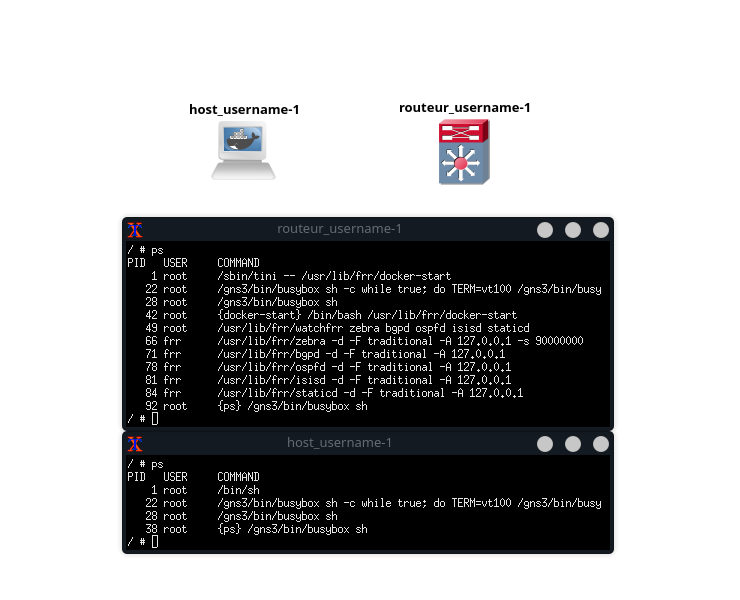 host_username-1
routeur_username-1
routeur_username-1
/ # ps
PID USER COMMAND
1 root /sbin/tini -- /usr/lib/frr/docker-start
22 root /gns3/bin/busybox sh -c while true; do TERM=vt100 /gns3/bin/busy
28 root /gns3/bin/busybox sh
42 root {docker-start} /bin/bash /usr/lib/frr/docker-start
49 root /usr/lib/frr/watchfrr zebra bgpd ospfd isisd staticd
66 frr /usr/lib/frr/zebra -d -F traditional -A 127.0.0.1 -s 90000000
71 frr /usr/lib/frr/bgpd -d -F traditional -A 127.0.0.1
78 frr /usr/lib/frr/ospfd -d -F traditional -A 127.0.0.1
81 frr /usr/lib/frr/isisd -d -F traditional -A 127.0.0.1
84 frr /usr/lib/frr/staticd -d -F traditional -A 127.0.0.1
92 root {ps} /gns3/bin/busybox sh
/ #
host_username-1
/ # ps
PID USER COMMAND
1 root /bin/sh
22 root /gns3/bin/busybox sh -c while true; do TERM=vt100 /gns3/bin/busy
28 root /gns3/bin/busybox sh
38 root {ps} /gns3/bin/busybox sh
/ #